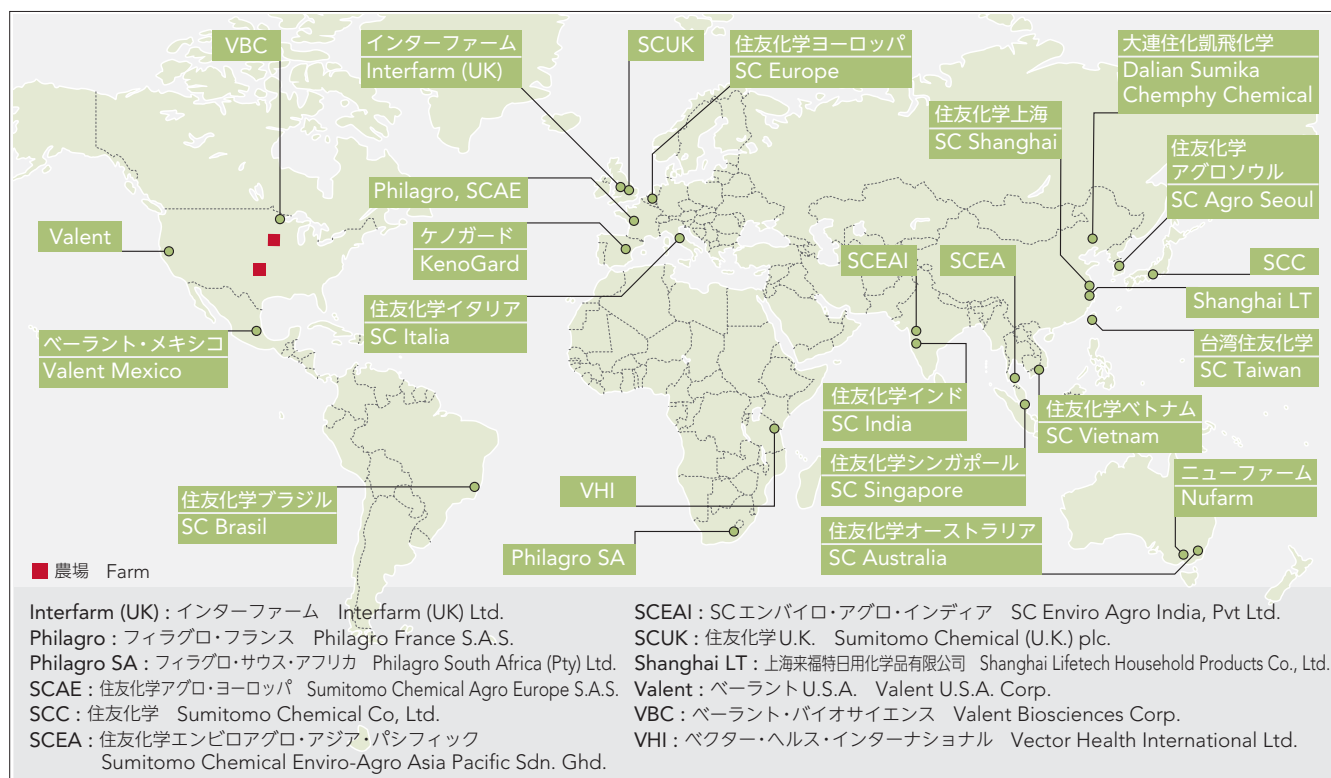 VBC
インターファーム
Interfarm (UK)
SCUK
住友化学ヨーロッパ
SC Europe
大連住化凱飛化学
Dalian Sumika
Chemphy Chemical
住友化学上海
SC Shanghai
住友化学
アグロソウル
SC Agro Seoul
Philagro, SCAE
Valent
ケノガード
KenoGard
SCEAI
SCEA
SCC
Shanghai LT
住友化学イタリア
SC Italia
ベーラント・メキシコ
Valent Mexico
台湾住友化学
SC Taiwan
住友化学インド
SC India
住友化学ベトナム
SC Vietnam
住友化学シンガポール
SC Singapore
ニューファーム
Nufarm
住友化学ブラジル
SC Brasil
VHI
Philagro SA
住友化学オーストラリア
SC Australia
農場 Farm
Interfarm (UK) : インターファーム Interfarm (UK) Ltd.
Philagro : フィラグロ・フランス Philagro France S.A.S.
Philagro SA : フィラグロ・サウス・アフリカ Philagro South Africa (Pty) Ltd.
SCAE : 住友化学アグロ・ヨーロッパ Sumitomo Chemical Agro Europe S.A.S.
SCC : 住友化学 Sumitomo Chemical Co, Ltd.
SCEA : 住友化学エンビロアグロ・アジア・パシフィック
Sumitomo Chemical Enviro-Agro Asia Pacific Sdn. Ghd.
SCEAI : SCエンバイロ・アグロ・インディア SC Enviro Agro India, Pvt Ltd.
SCUK : 住友化学U.K. Sumitomo Chemical (U.K.) plc.
Shanghai LT : 上海来福特日用化学品有限公司 Shanghai Lifetech Household Products Co., Ltd.
Valent : ベーラントU.S.A. Valent U.S.A. Corp.
VBC : ベーラント・バイオサイエンス Valent Biosciences Corp.
VHI : ベクター・ヘルス・インターナショナル Vector Health International Ltd.